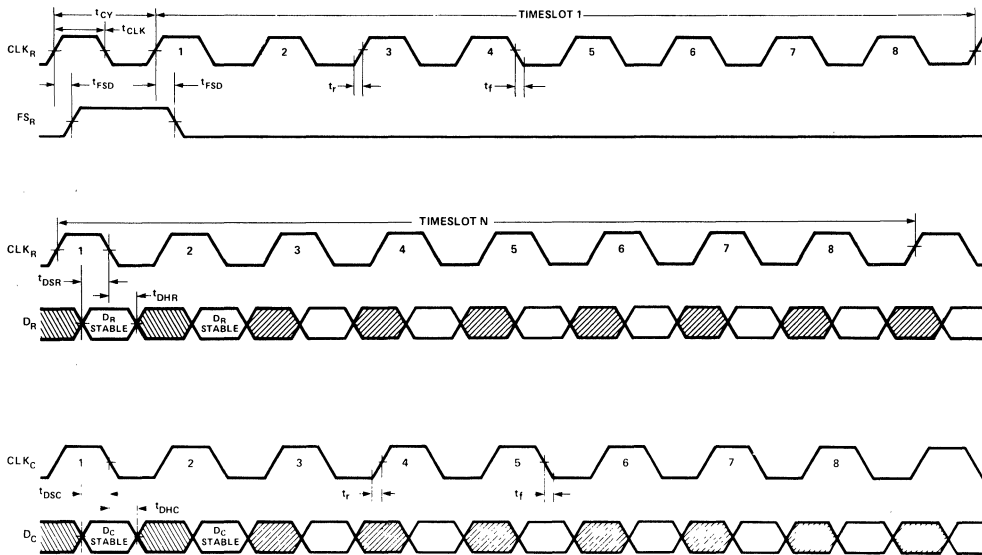 tCY
TIMESLOT 1
tCLK
CLKR
1 2 3 4 5 6 7 8
tFSD tFSD tr tf
FSR
TIMESLOT N
CLKR
1 2 3 4 5 6 7 8
tDSR
tDHR
DR
DR STABLE DR STABLE
CLKC
1 2 3 4 5 6 7 8
tDSC tr tf
tDHC
DC
DC STABLE DC STABLE